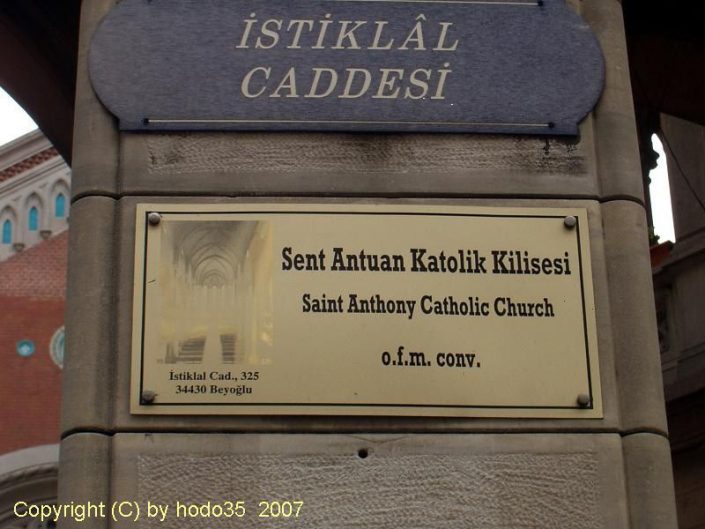 İSTİKLÂL
CADDESİ
Sent Antuan Katolik Kilisesi
Saint Anthony Catholic Church
o.f.m. conv.
İstiklal Cad., 325
34430 Beyoğlu
Copyright (C) by hodo35 2007